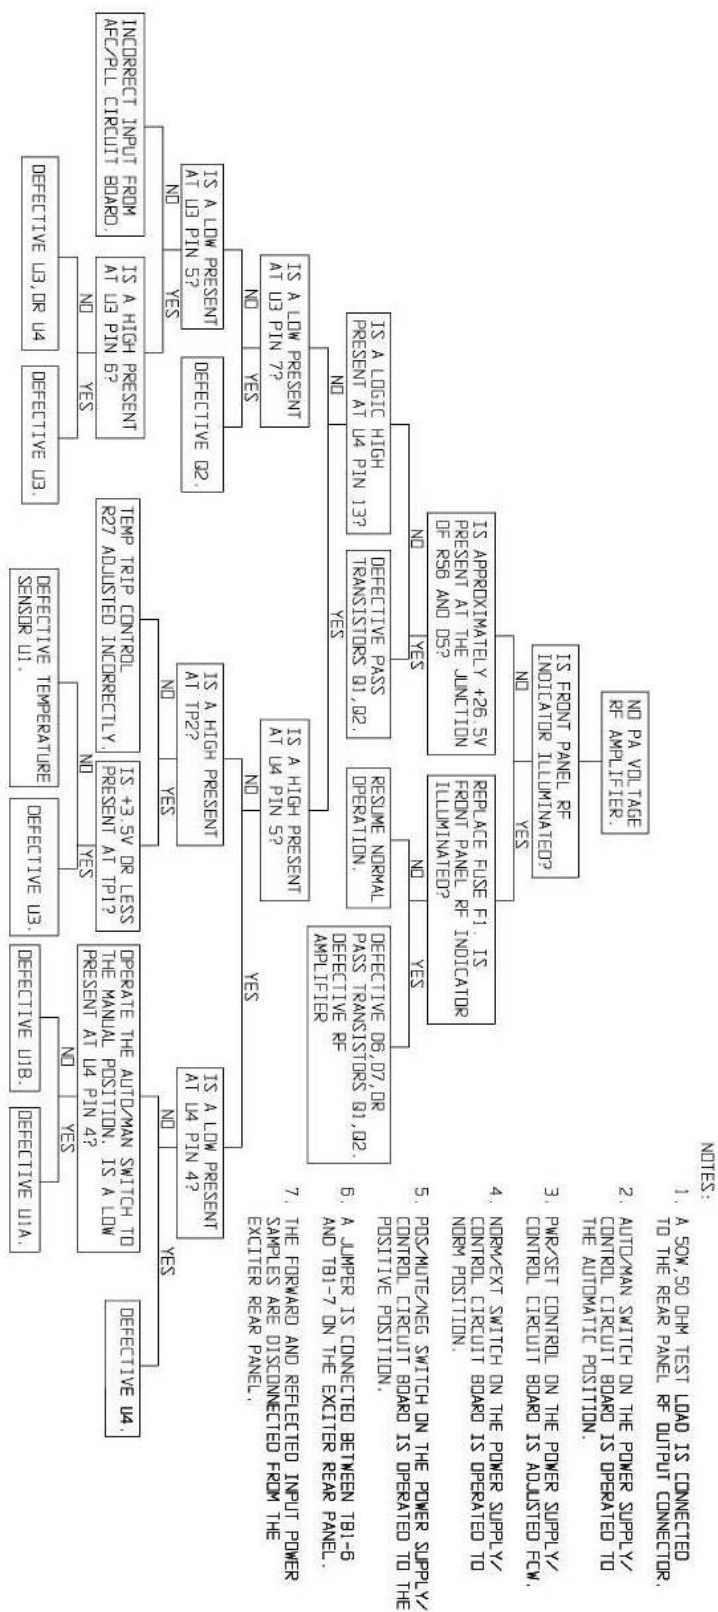 NO PA VOLTAGE
RF AMPLIFIER.
IS FRONT PANEL RF
INDICATOR ILLUMINATED?
NO
YES
IS APPROXIMATELY +26.5V
PRESENT AT THE JUNCTION
OF R56 AND D5?
REPLACE FUSE F1. IS
FRONT PANEL RF INDICATOR
ILLUMINATED?
NO
YES
NO
YES
IS A LOGIC HIGH
PRESENT AT U4 PIN 13?
DEFECTIVE PASS
TRANSISTORS Q1,Q2.
RESUME NORMAL
OPERATION.
DEFECTIVE D6,D7,OR
PASS TRANSISTORS Q1,Q2.
DEFECTIVE RF
AMPLIFIER
NO
YES
IS A LOW PRESENT
AT U3 PIN 7?
IS A HIGH PRESENT
AT U4 PIN 5?
NO
YES
NO
YES
IS A LOW PRESENT
AT U3 PIN 5?
DEFECTIVE Q2.
IS A HIGH PRESENT
AT TP2?
IS A LOW PRESENT
AT U4 PIN 4?
NO
YES
NO
YES
NO
YES
INCORRECT INPUT FROM
AFC/PLL CIRCUIT BOARD.
IS A HIGH PRESENT
AT U3 PIN 6?
TEMP TRIP CONTROL
R27 ADJUSTED INCORRECTLY.
IS +3.5V OR LESS
PRESENT AT TP1?
OPERATE THE AUTO/MAN SWITCH TO
THE MANUAL POSITION. IS A LOW
PRESENT AT U4 PIN 4?
DEFECTIVE U4.
NO
YES
NO
YES
NO
YES
DEFECTIVE U3,OR U4
DEFECTIVE U3.
DEFECTIVE TEMPERATURE
SENSOR U1.
DEFECTIVE U3.
DEFECTIVE U1B.
DEFECTIVE U1A.
NOTES:
1. A 50W,50 OHM TEST LOAD IS CONNECTED
TO THE REAR PANEL RF OUTPUT CONNECTOR.
2. AUTO/MAN SWITCH ON THE POWER SUPPLY/
CONTROL CIRCUIT BOARD IS OPERATED TO
THE AUTOMATIC POSITION.
3. PWR/SET CONTROL ON THE POWER SUPPLY/
CONTROL CIRCUIT BOARD IS ADJUSTED FCW.
4. NORM/EXT SWITCH ON THE POWER SUPPLY/
CONTROL CIRCUIT BOARD IS OPERATED TO
NORM POSITION.
5. POS/MUTE/NEG SWITCH ON THE POWER SUPPLY/
CONTROL CIRCUIT BOARD IS OPERATED TO THE
POSITIVE POSITION.
6. A JUMPER IS CONNECTED BETWEEN TB1-6
AND TB1-7 ON THE EXCITER REAR PANEL.
7. THE FORWARD AND REFLECTED INPUT POWER
SAMPLES ARE DISCONNECTED FROM THE
EXCITER REAR PANEL.